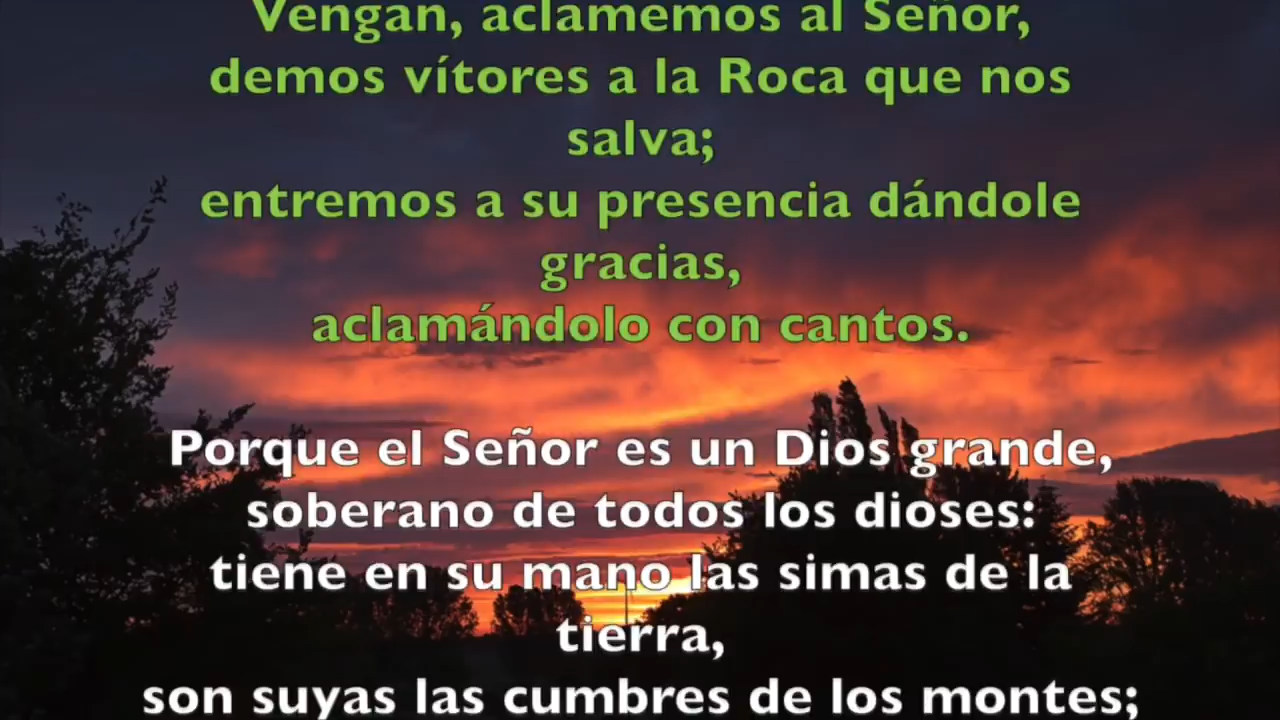 Vengan, aclamemos al Señor,
demos vítores a la Roca que nos
salva;
entremos a su presencia dándole
gracias,
aclamándolo con cantos.
Porque el Señor es un Dios grande,
soberano de todos los dioses:
tiene en su mano las simas de la
tierra,
son suyas las cumbres de los montes;